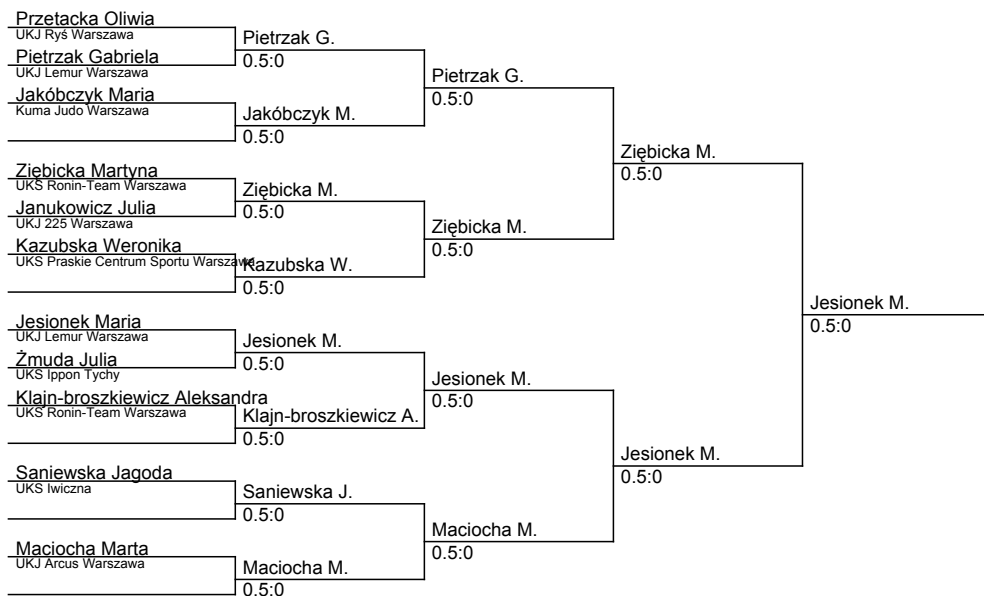 Przetacka Oliwia
UKJ Ryś Warszawa
Pietrzak G.
0.5:0
Pietrzak Gabriela
UKJ Lemur Warszawa
Pietrzak G.
0.5:0
Jakóbczyk Maria
Kuma Judo Warszawa
Jakóbczyk M.
0.5:0
Ziębicka M.
0.5:0
Ziębicka Martyna
UKS Ronin-Team Warszawa
Ziębicka M.
0.5:0
Janukowicz Julia
UKJ 225 Warszawa
Ziębicka M.
0.5:0
Kazubska Weronika
UKS Praskie Centrum Sportu Warszawa
Kazubska W.
0.5:0
Jesionek M.
0.5:0
Jesionek Maria
UKJ Lemur Warszawa
Jesionek M.
0.5:0
Żmuda Julia
UKS Ippon Tychy
Jesionek M.
0.5:0
Klajn-broszkiewicz Aleksandra
UKS Ronin-Team Warszawa
Klajn-broszkiewicz A.
0.5:0
Jesionek M.
0.5:0
Saniewska Jagoda
UKS Iwiczna
Saniewska J.
0.5:0
Maciocha M.
0.5:0
Maciocha Marta
UKJ Arcus Warszawa
Maciocha M.
0.5:0